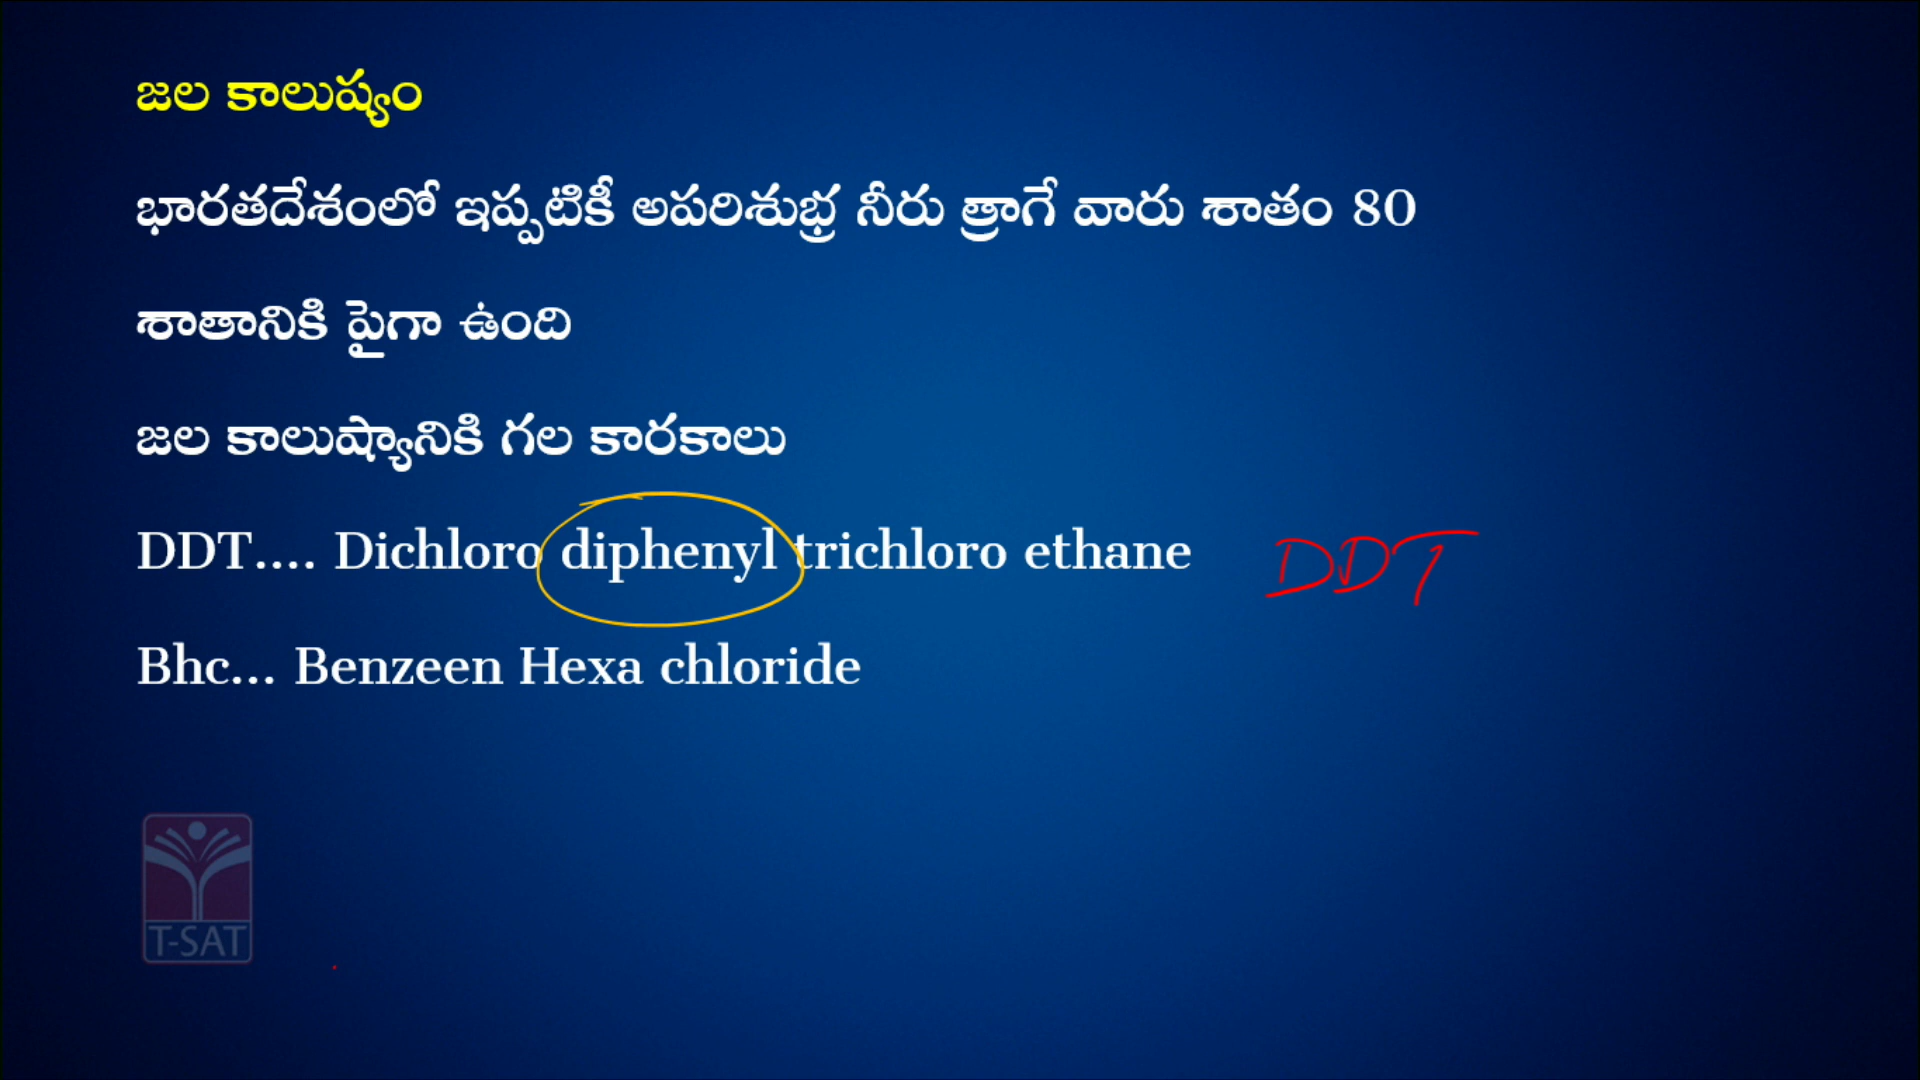 జల కాలుష్యం
భారతదేశంలో ఇప్పటికీ అపరిశుభ్ర నీరు త్రాగే వారు శాతం 80
శాతానికి పైగా ఉంది
జల కాలుష్యానికి గల కారకాలు
DDT.... Dichloro diphenyl trichloro ethane DDT
Bhc... Benzeen Hexa chloride
T-SAT